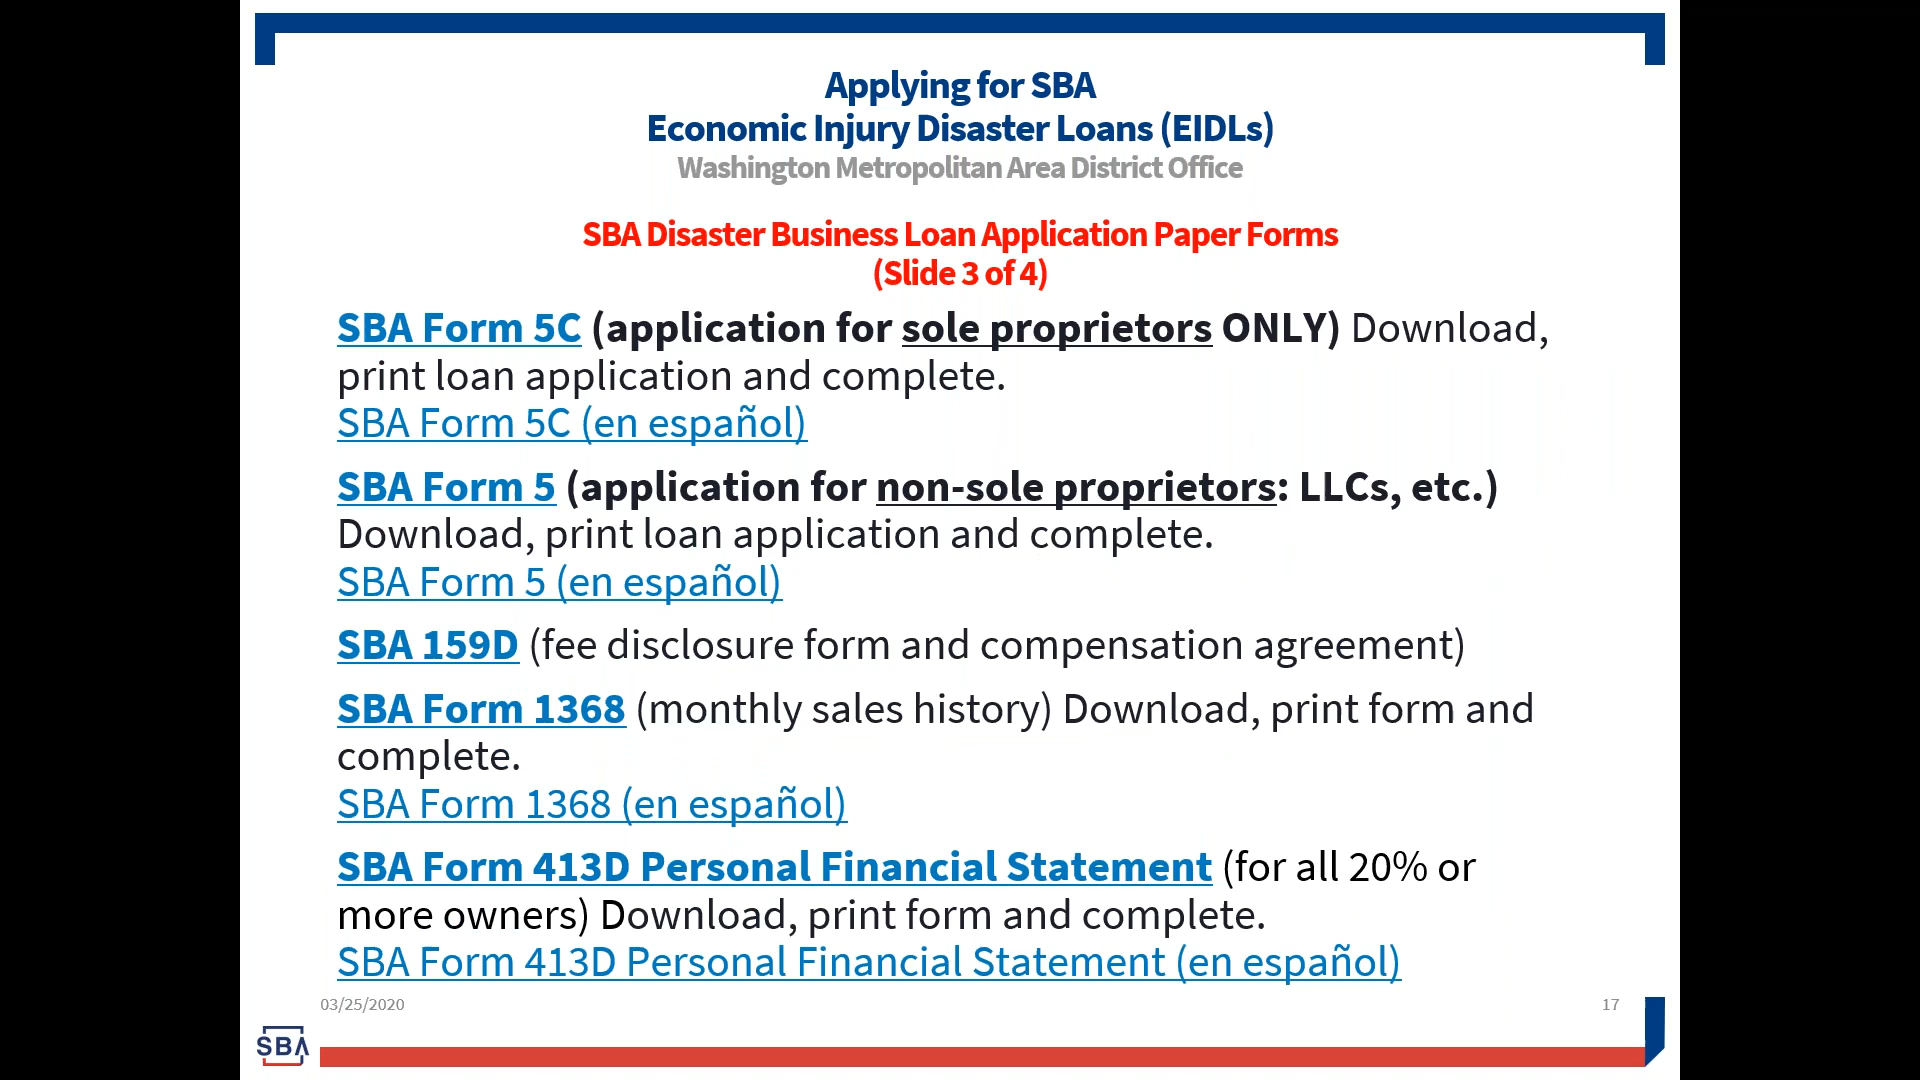 Applying for SBA
Economic Injury Disaster Loans (EIDLs)
Washington Metropolitan Area District Office
SBA Disaster Business Loan Application Paper Forms
(Slide 3 of 4)
SBA Form 5C (application for sole proprietors ONLY) Download,
print loan application and complete.
SBA Form 5C (en español)
SBA Form 5 (application for non-sole proprietors: LLCs, etc.)
Download, print loan application and complete.
SBA Form 5 (en español)
SBA 159D (fee disclosure form and compensation agreement)
SBA Form 1368 (monthly sales history) Download, print form and
complete.
SBA Form 1368 (en español)
SBA Form 413D Personal Financial Statement (for all 20% or
more owners) Download, print form and complete.
SBA Form 413D Personal Financial Statement (en español)
03/25/2020
17
SBA